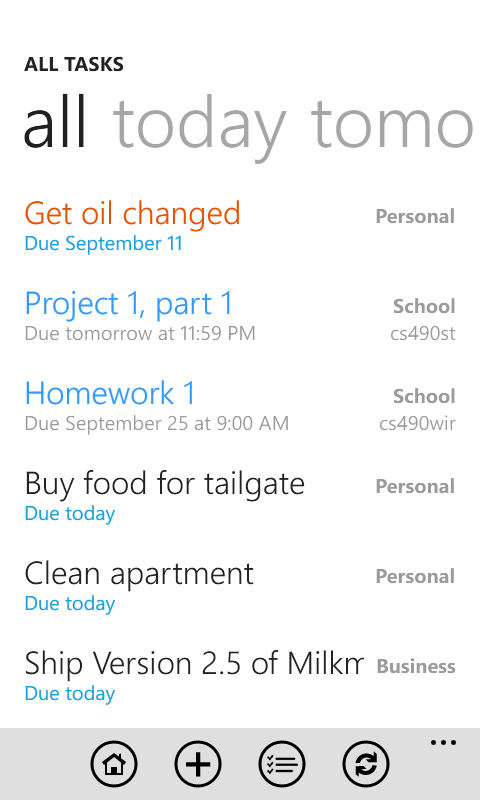 ALL TASKS
all today tomo
Get oil changed Personal
Due September 11
Project 1, part 1 School
Due tomorrow at 11:59 PM cs490st
Homework 1 School
Due September 25 at 9:00 AM cs490wir
Buy food for tailgate Personal
Due today
Clean apartment Personal
Due today
Ship Version 2.5 of Milkm Business
Due today